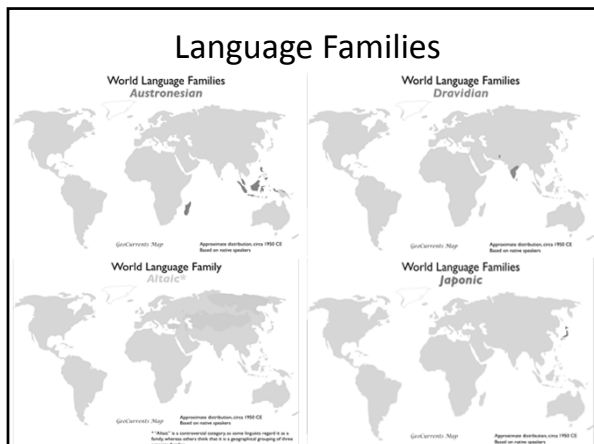 Language Families
World Language Families
Austronesian
GeoCurrents Map
Approximate distribution, circa 1950 CE
Based on native speakers
World Language Families
Dravidian
GeoCurrents Map
Approximate distribution, circa 1950 CE
Based on native speakers
World Language Family
Altaic*
GeoCurrents Map
Approximate distribution, circa 1950 CE
Based on native speakers
* "Altaic" is a controversial category, as some linguists regard it as a
family, whereas others think that it is a geographical grouping of three
World Language Families
Japonic
GeoCurrents Map
Approximate distribution, circa 1950 CE
Based on native speakers